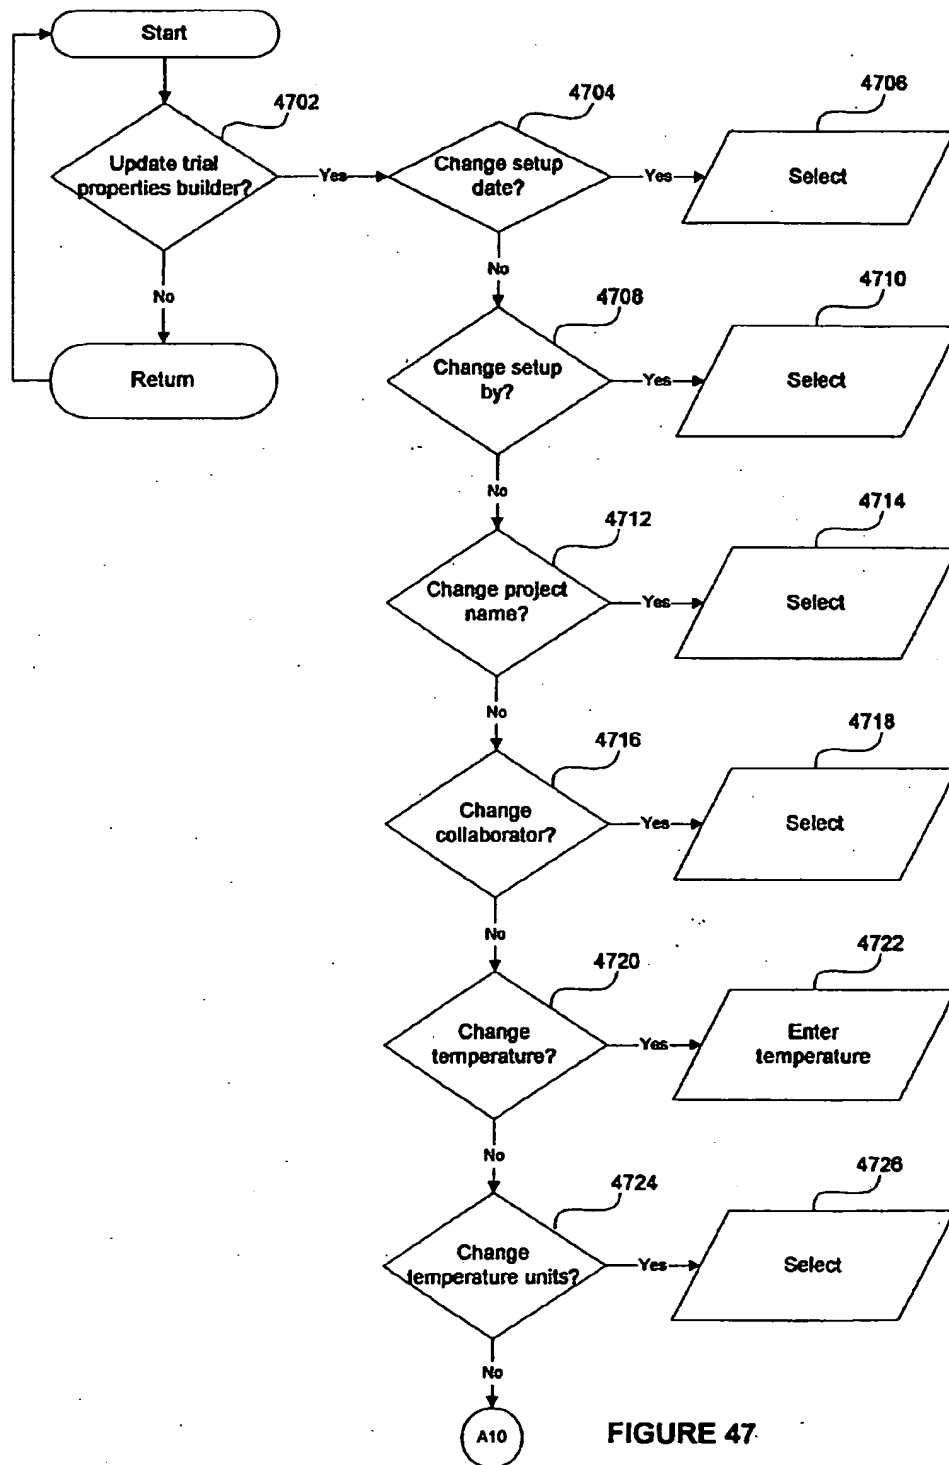 Start
4702
Update trial
properties builder?
Yes
No
Return
4704
Change setup
date?
Yes
4706
Select
No
4708
Change setup
by?
Yes
4710
Select
No
4712
Change project
name?
Yes
4714
Select
No
4716
Change
collaborator?
Yes
4718
Select
No
4720
Change
temperature?
Yes
4722
Enter
temperature
No
4724
Change
temperature units?
Yes
4726
Select
No
A10
FIGURE 47